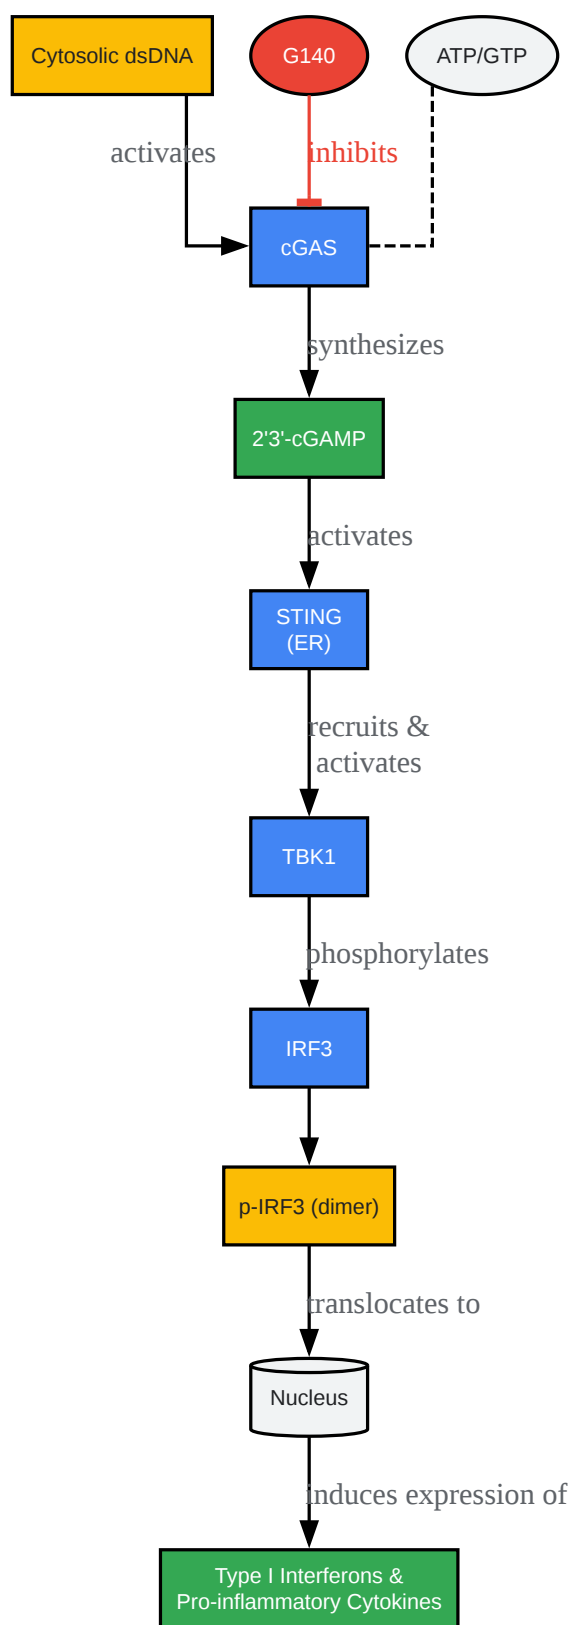 Cytosolic dsDNA
G140
ATP/GTP
activates
inhibits
cGAS
synthesizes
2'3'-cGAMP
activates
STING
(ER)
recruits &
activates
TBK1
phosphorylates
IRF3
p-IRF3 (dimer)
translocates to
Nucleus
induces expression of
Type I Interferons &
Pro-inflammatory Cytokines